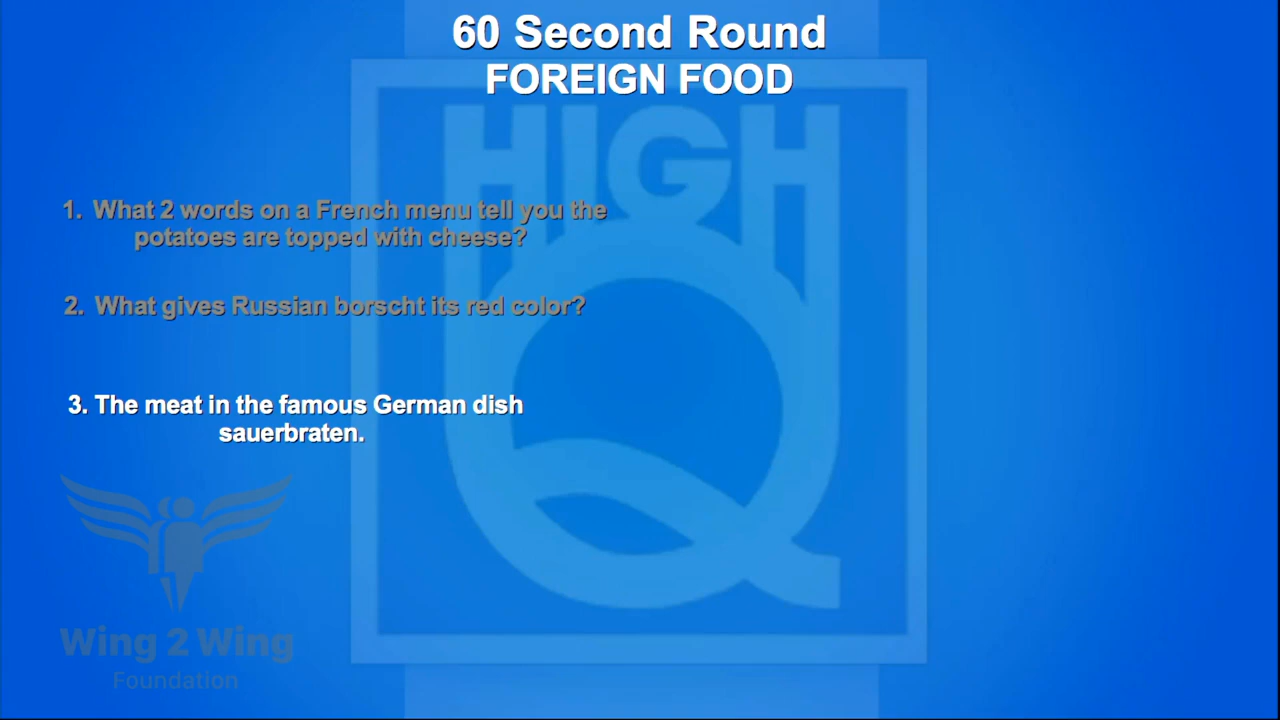 60 Second Round
FOREIGN FOOD
HIGH
Q
1. What 2 words on a French menu tell you the
potatoes are topped with cheese?
2. What gives Russian borscht its red color?
3. The meat in the famous German dish
sauerbraten.
Wing 2 Wing
Foundation